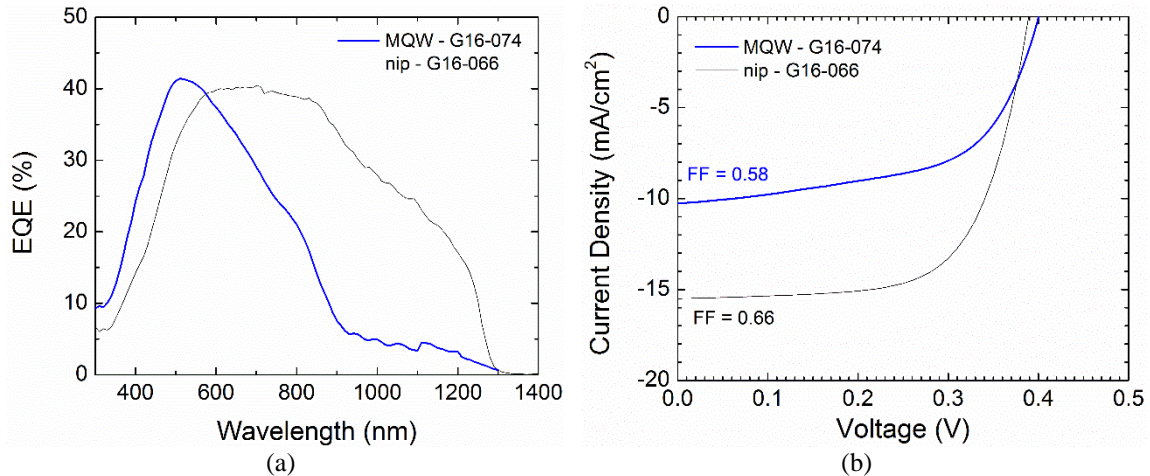 MQW - G16-074
nip - G16-066
50
40
30
20
10
0
EQE (%)
400 600 800 1000 1200 1400
Wavelength (nm)
(a)
MQW - G16-074
nip - G16-066
0
-5
-10
-15
-20
Current Density (mA/cm²)
FF = 0.58
FF = 0.66
0.0 0.1 0.2 0.3 0.4 0.5
Voltage (V)
(b)